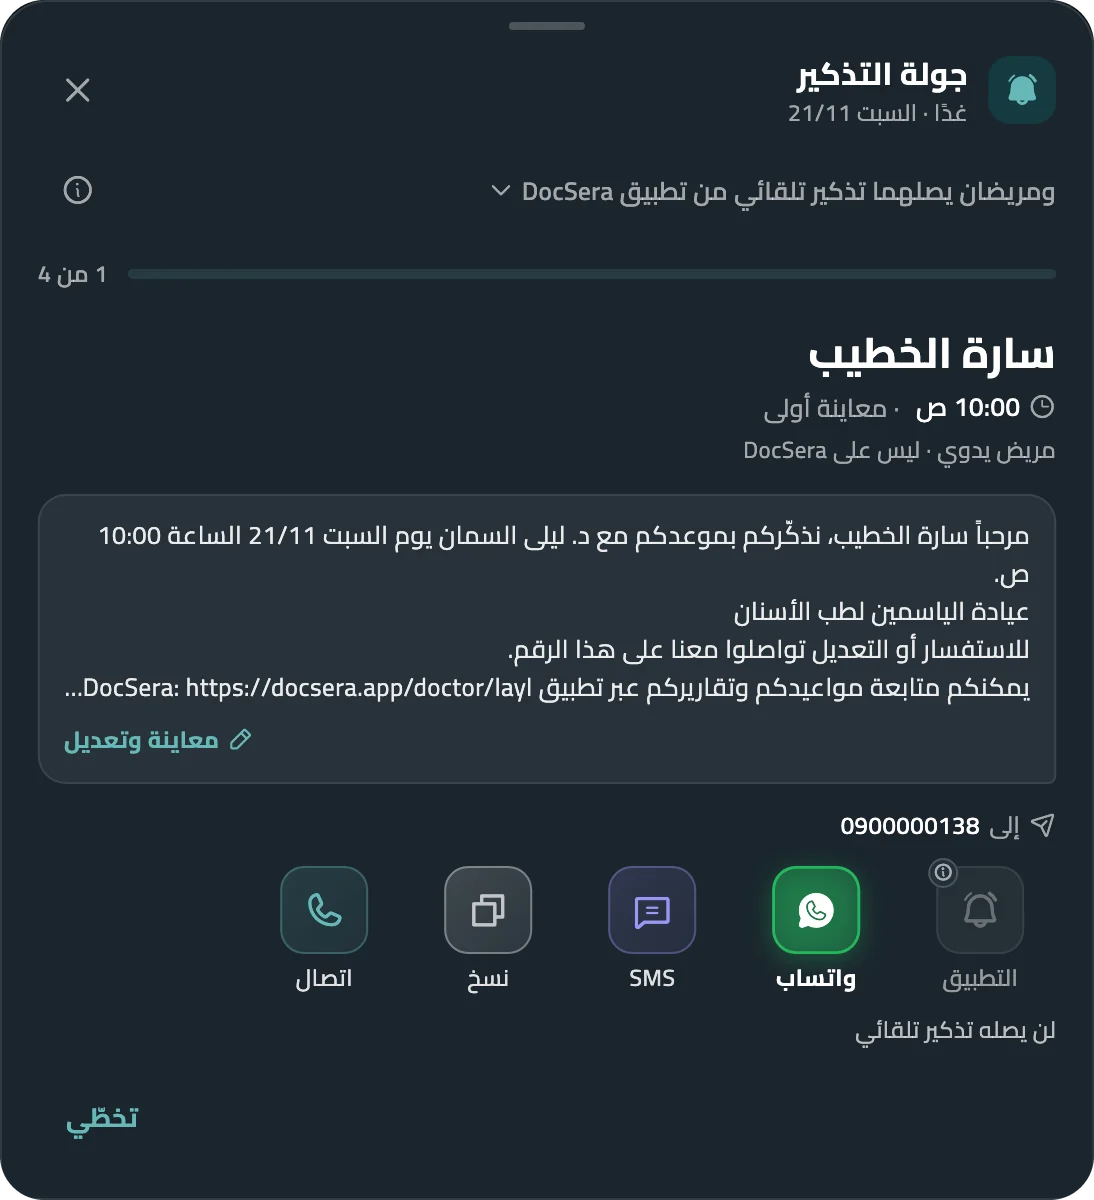 جولة التذكير
غدًا · السبت 21/11
ومريضان يصلهما تذكير تلقائي من تطبيق DocSera
1 من 4
سارة الخطيب
10:00 ص · معاينة أولى
مريض يدوي · ليس على DocSera
مرحباً سارة الخطيب، نذكّركم بموعدكم مع د. ليلى السمان يوم السبت 21/11 الساعة 10:00
ص.
عيادة الياسمين لطب الأسنان
للاستفسار أو التعديل تواصلوا معنا على هذا الرقم.
يمكنكم متابعة مواعيدكم وتقاريركم عبر تطبيق DocSera: https://docsera.app/doctor/layl...
معاينة وتعديل
إلى 0900000138
التطبيق
واتساب
SMS
نسخ
اتصال
لن يصله تذكير تلقائي
تخطّي